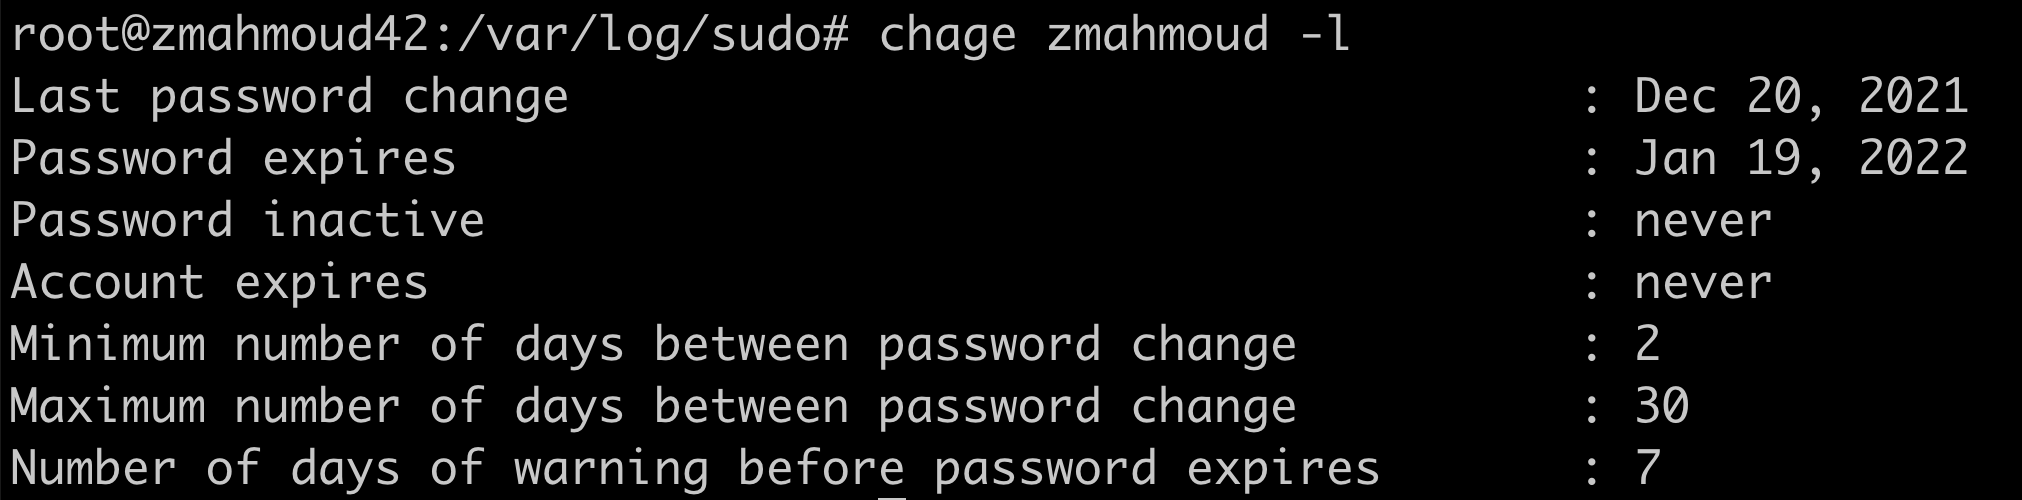 root@zmahmoud42:/var/log/sudo# chage zmahmoud -l
Last password change : Dec 20, 2021
Password expires : Jan 19, 2022
Password inactive : never
Account expires : never
Minimum number of days between password change : 2
Maximum number of days between password change : 30
Number of days of warning before password expires : 7